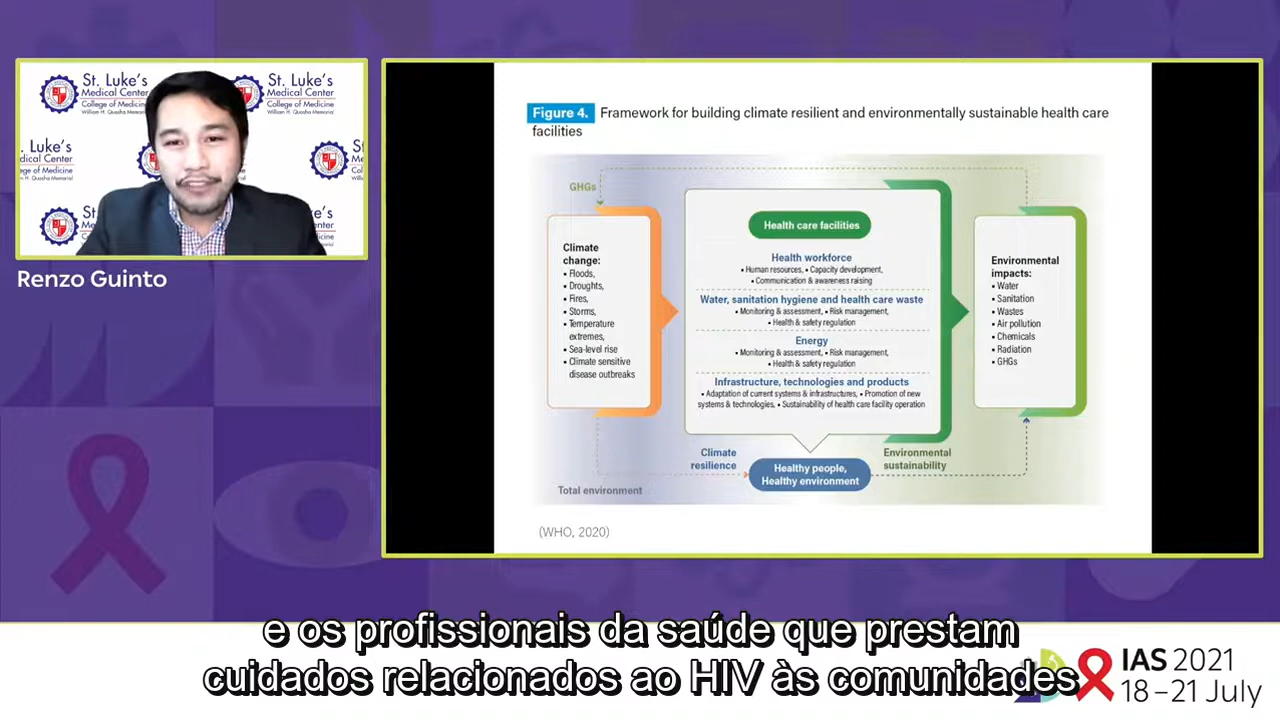 St. Luke's
Medical Center
College of Medicine
William H. Quasha Memorial
Renzo Guinto
Figure 4. Framework for building climate resilient and environmentally sustainable health care
facilities
GHGs
Climate
change:
• Floods,
• Droughts,
• Fires,
• Storms,
• Temperature
extremes,
• Sea-level rise
• Climate sensitive
disease outbreaks
Health care facilities
Health workforce
• Human resources, • Capacity development,
• Communication & awareness raising
Water, sanitation hygiene and health care waste
• Monitoring & assessment, • Risk management,
• Health & safety regulation
Energy
• Monitoring & assessment, • Risk management,
• Health & safety regulation
Infrastructure, technologies and products
• Adaptation of current systems & infrastructures, • Promotion of new
systems & technologies, • Sustainability of health care facility operation
Environmental
impacts:
• Water
• Sanitation
• Wastes
• Air pollution
• Chemicals
• Radiation
• GHGs
Climate
resilience
Healthy people,
Healthy environment
Environmental
sustainability
Total environment
(WHO, 2020)
e os profissionais da saúde que prestam
cuidados relacionados ao HIV às comunidades
IAS 2021
18 – 21 July